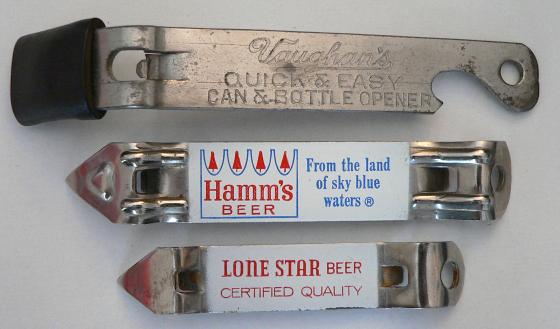 Vaughan's
QUICK & EASY
CAN & BOTTLE OPENER
Hamm's
BEER
From the land
of sky blue
waters ®
LONE STAR BEER
CERTIFIED QUALITY